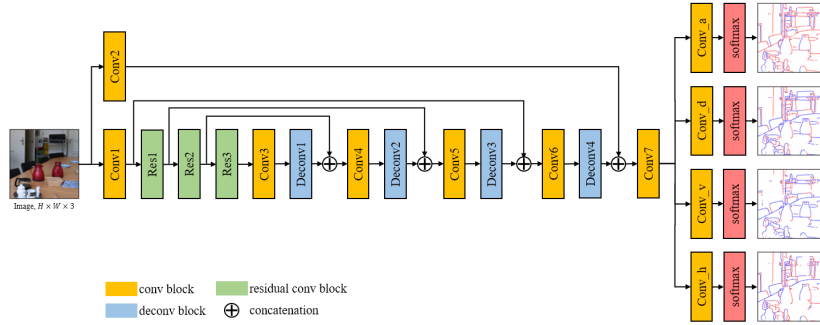 Conv2
Conv_a
softmax
Conv_d
softmax
Conv1
Res1
Res2
Res3
Conv3
Deconv1
Conv4
Deconv2
Conv5
Deconv3
Conv6
Deconv4
Conv7
Image, H × W × 3
Conv_v
softmax
Conv_h
softmax
conv block
residual conv block
deconv block
concatenation